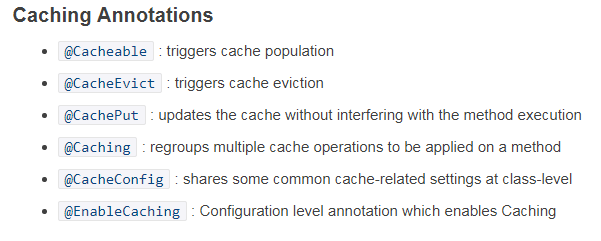 Caching Annotations
@Cacheable : triggers cache population
@CacheEvict : triggers cache eviction
@CachePut : updates the cache without interfering with the method execution
@Caching : regroups multiple cache operations to be applied on a method
@CacheConfig : shares some common cache-related settings at class-level
@EnableCaching : Configuration level annotation which enables Caching